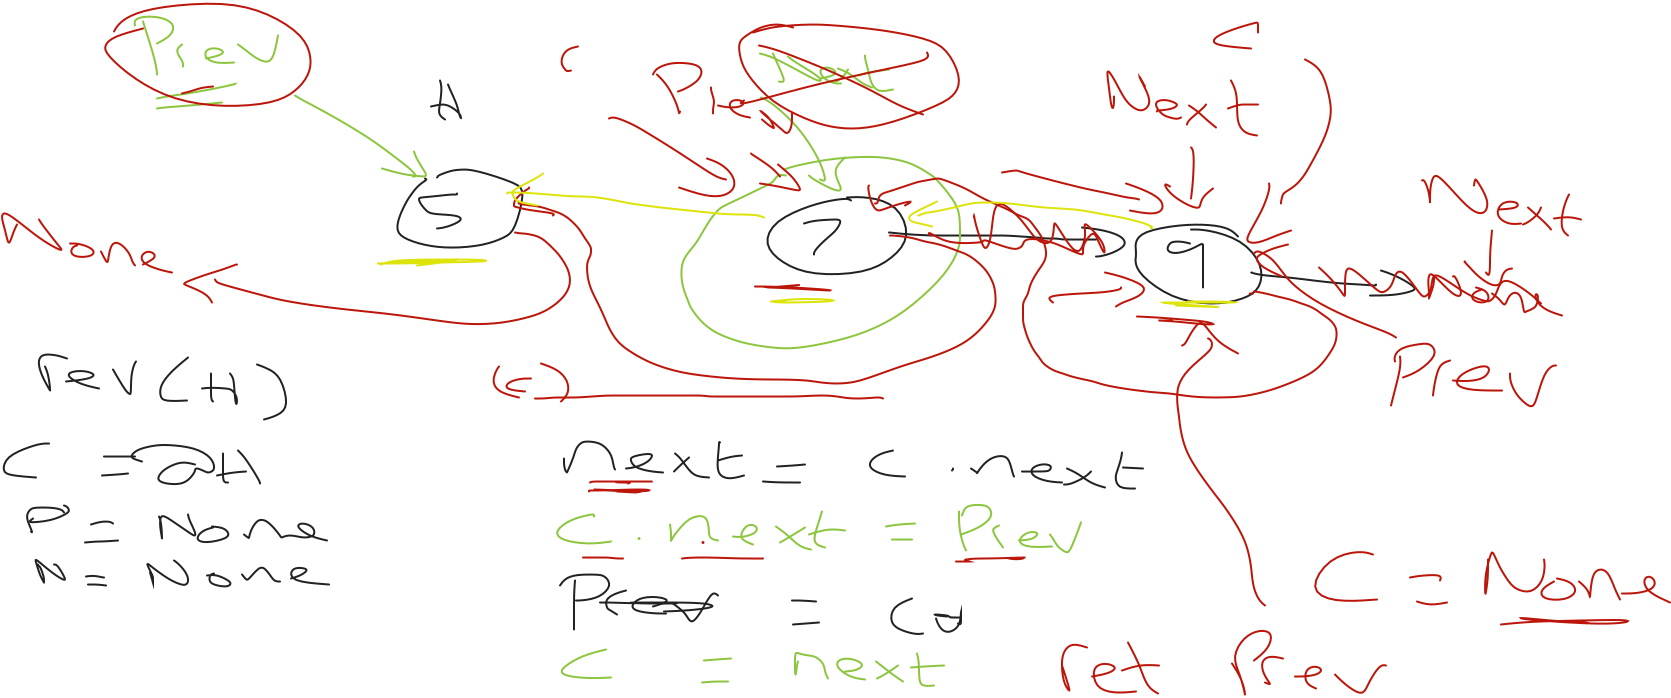 Prev
H
C
Prev
Next
Next
C
Next
None
5
7
9
None
Prev
rev(H)
(c)
C = H
P = None
N = None
next = c.next
c.next = Prev
Prev = cu
C = next
C = None
ret Prev